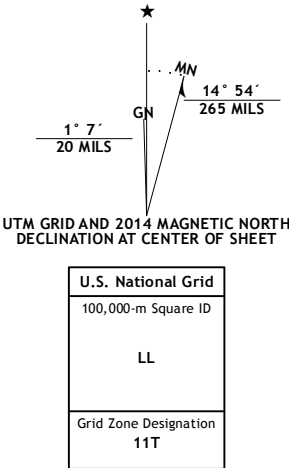 ★
MN
GN
1° 7´
20 MILS
14° 54´
265 MILS
UTM GRID AND 2014 MAGNETIC NORTH
DECLINATION AT CENTER OF SHEET
U.S. National Grid
100,000-m Square ID
LL
Grid Zone Designation
11T